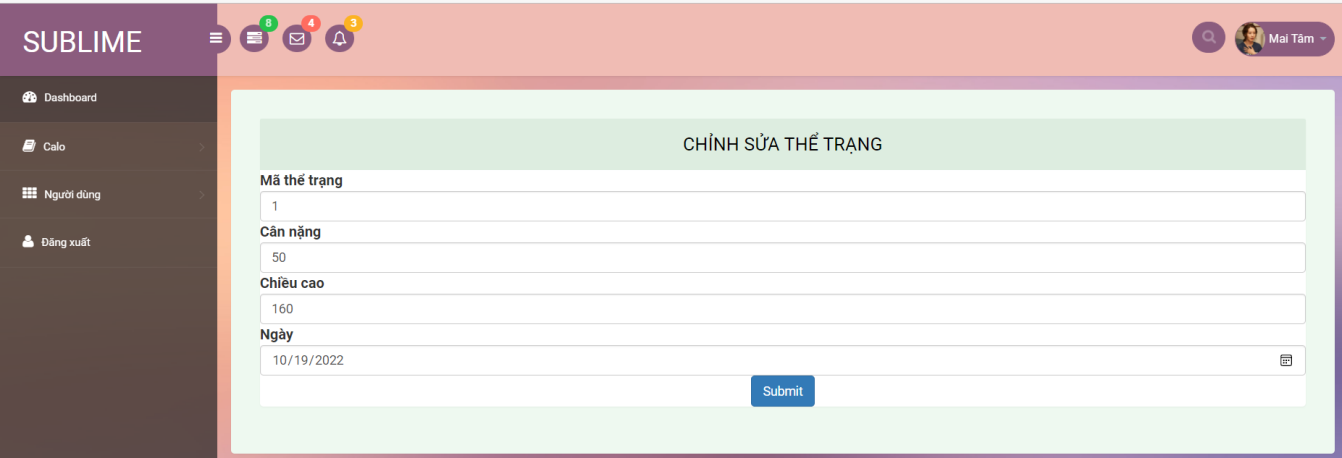 SUBLIME
8
4
3
Mai Tâm
Dashboard
Calo
Người dùng
Đăng xuất
CHỈNH SỬA THỂ TRẠNG
Mã thể trạng
1
Cân nặng
50
Chiều cao
160
Ngày
10/19/2022
Submit